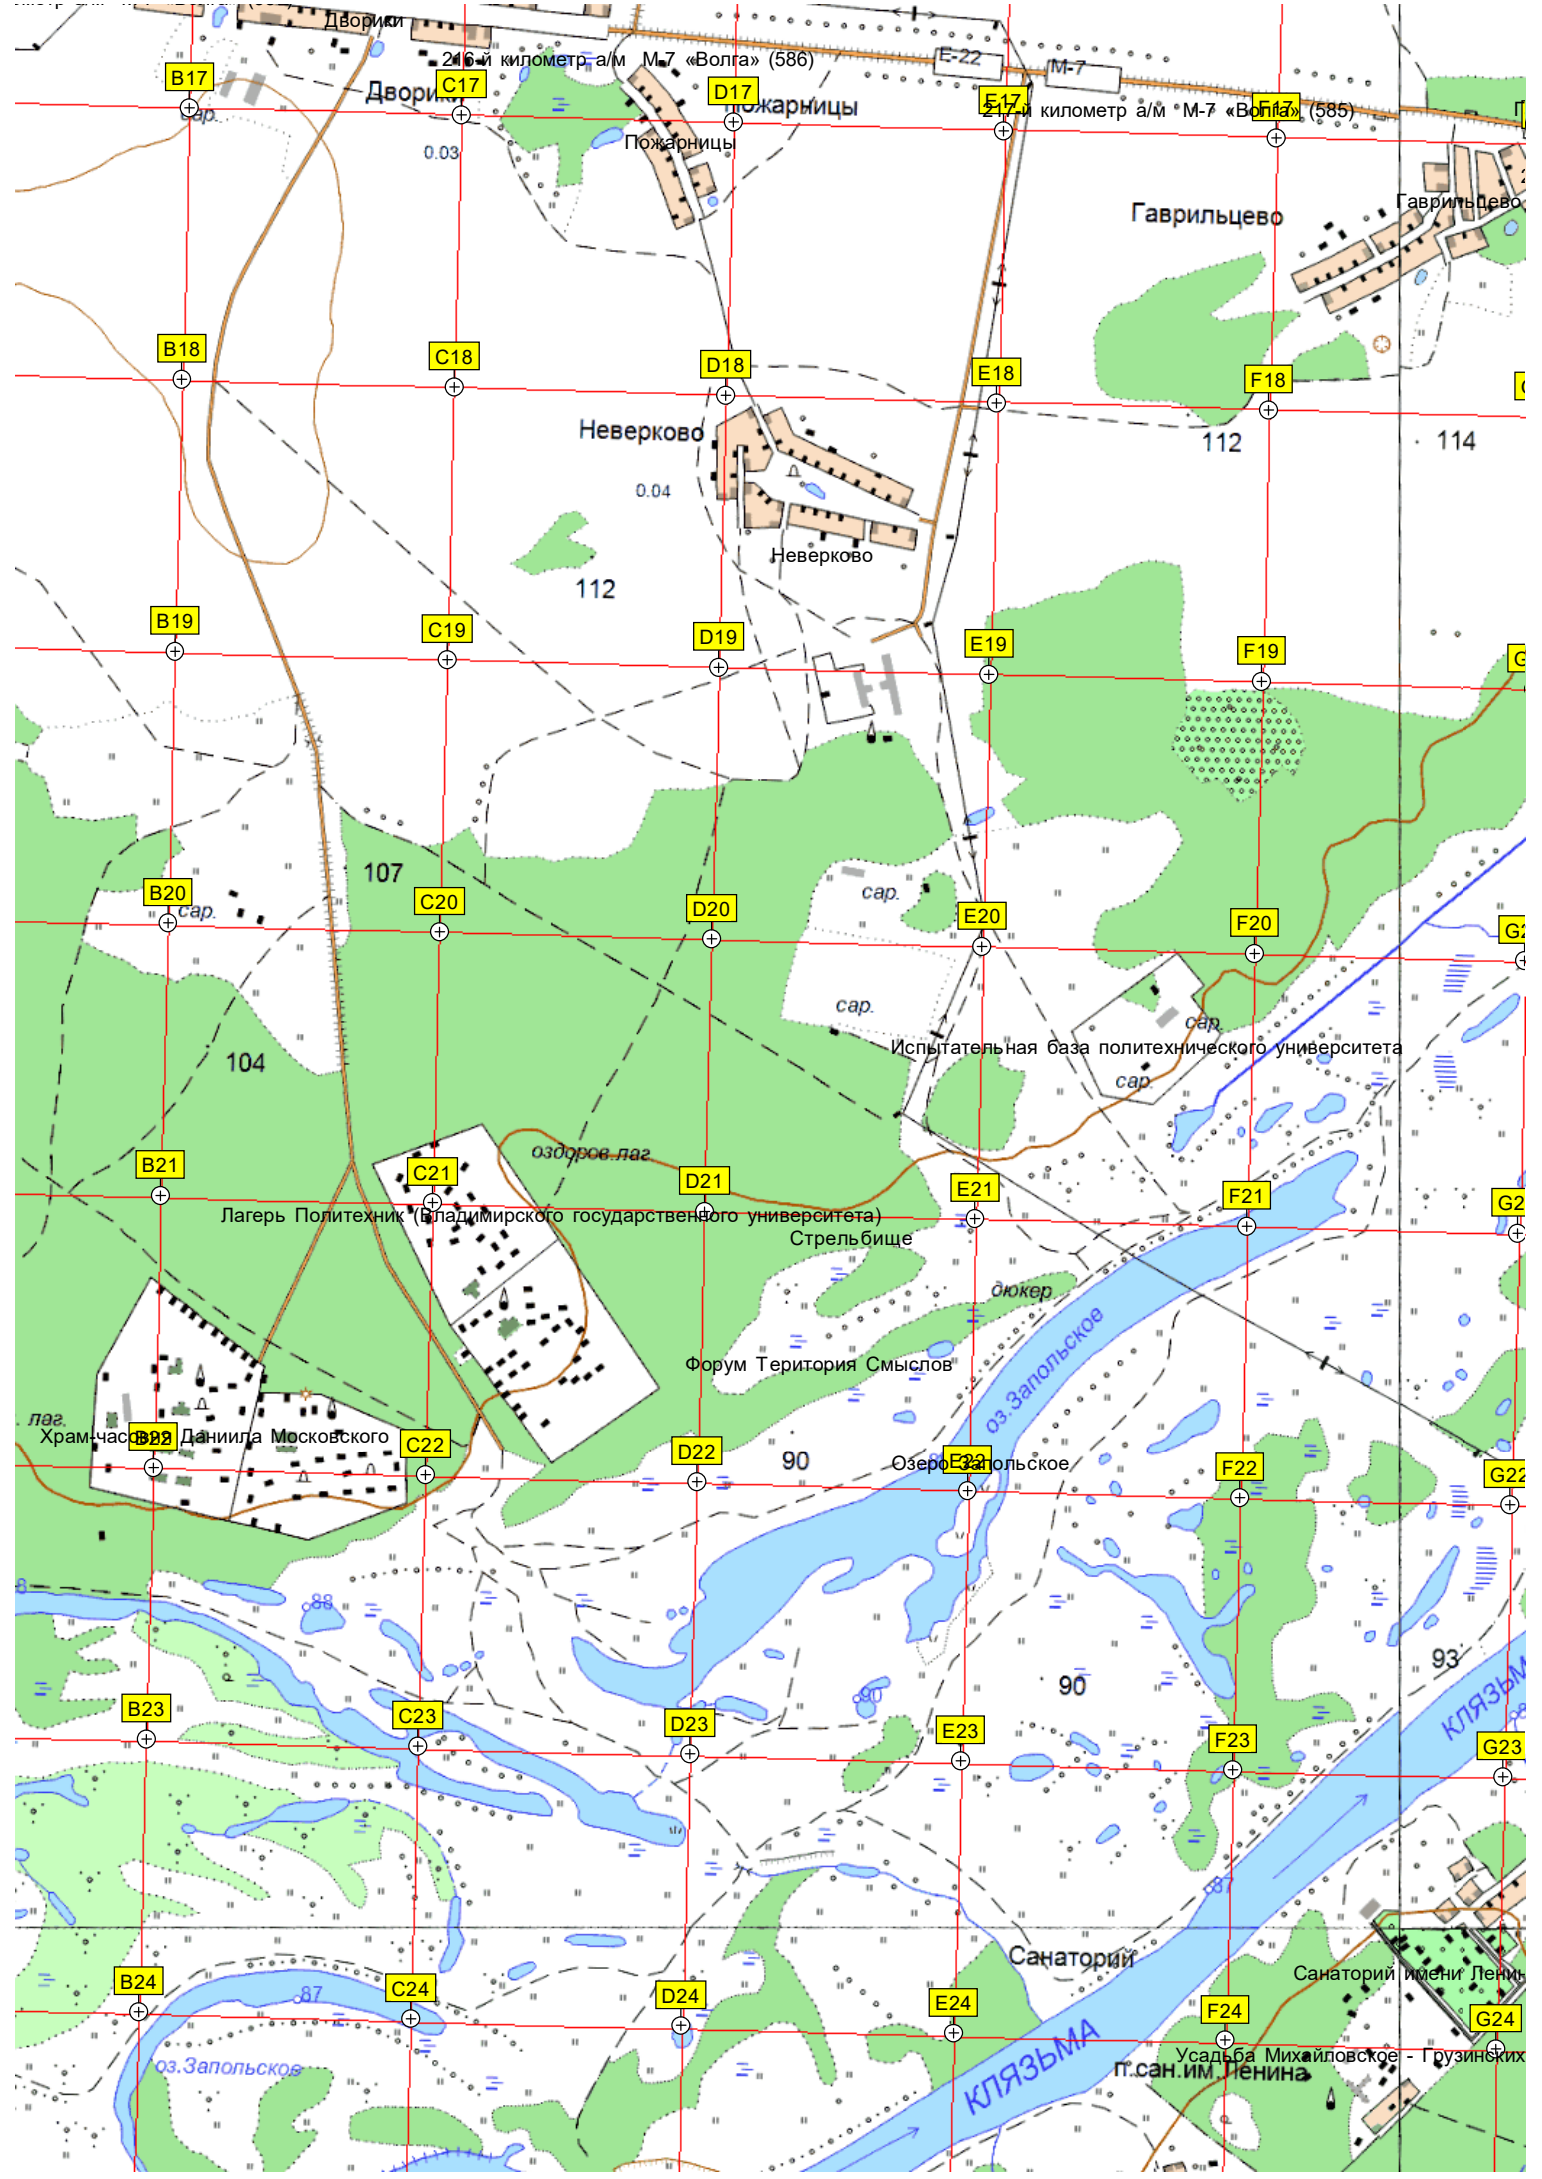 Дворики
216-й километр а/м М-7 «Волга» (586)
E-22
М-7
B17
C17
D17
E17
F17
Дворики
Пожарницы
217-й километр а/м М-7 «Волга» (585)
сар.
0.03
Пожарницы
Гаврильцево
Гаврильцево
B18
C18
D18
E18
F18
Неверково
112
114
0.04
Неверково
112
B19
C19
D19
E19
F19
107
сар.
B20
C20
D20
E20
F20
сар.
сар.
сар.
104
Испытательная база политехнического университета
сар.
оздоров.лаг.
B21
C21
D21
E21
F21
Лагерь Политехник (Владимирского государственного университета)
Стрельбище
дюкер
оз.Запольское
Форум Територия Смыслов
лаг.
Храм-часовня Даниила Московского
B22
C22
D22
90
E22
Озеро Запольское
F22
G22
88
93
90
90
КЛЯЗЬМА
B23
C23
D23
E23
F23
G23
87
Санаторий
Санаторий имени Ленин
B24
87
C24
D24
E24
F24
G24
КЛЯЗЬМА
Усадьба Михайловское - Грузинских
оз.Запольское
п.сан.им.Ленина